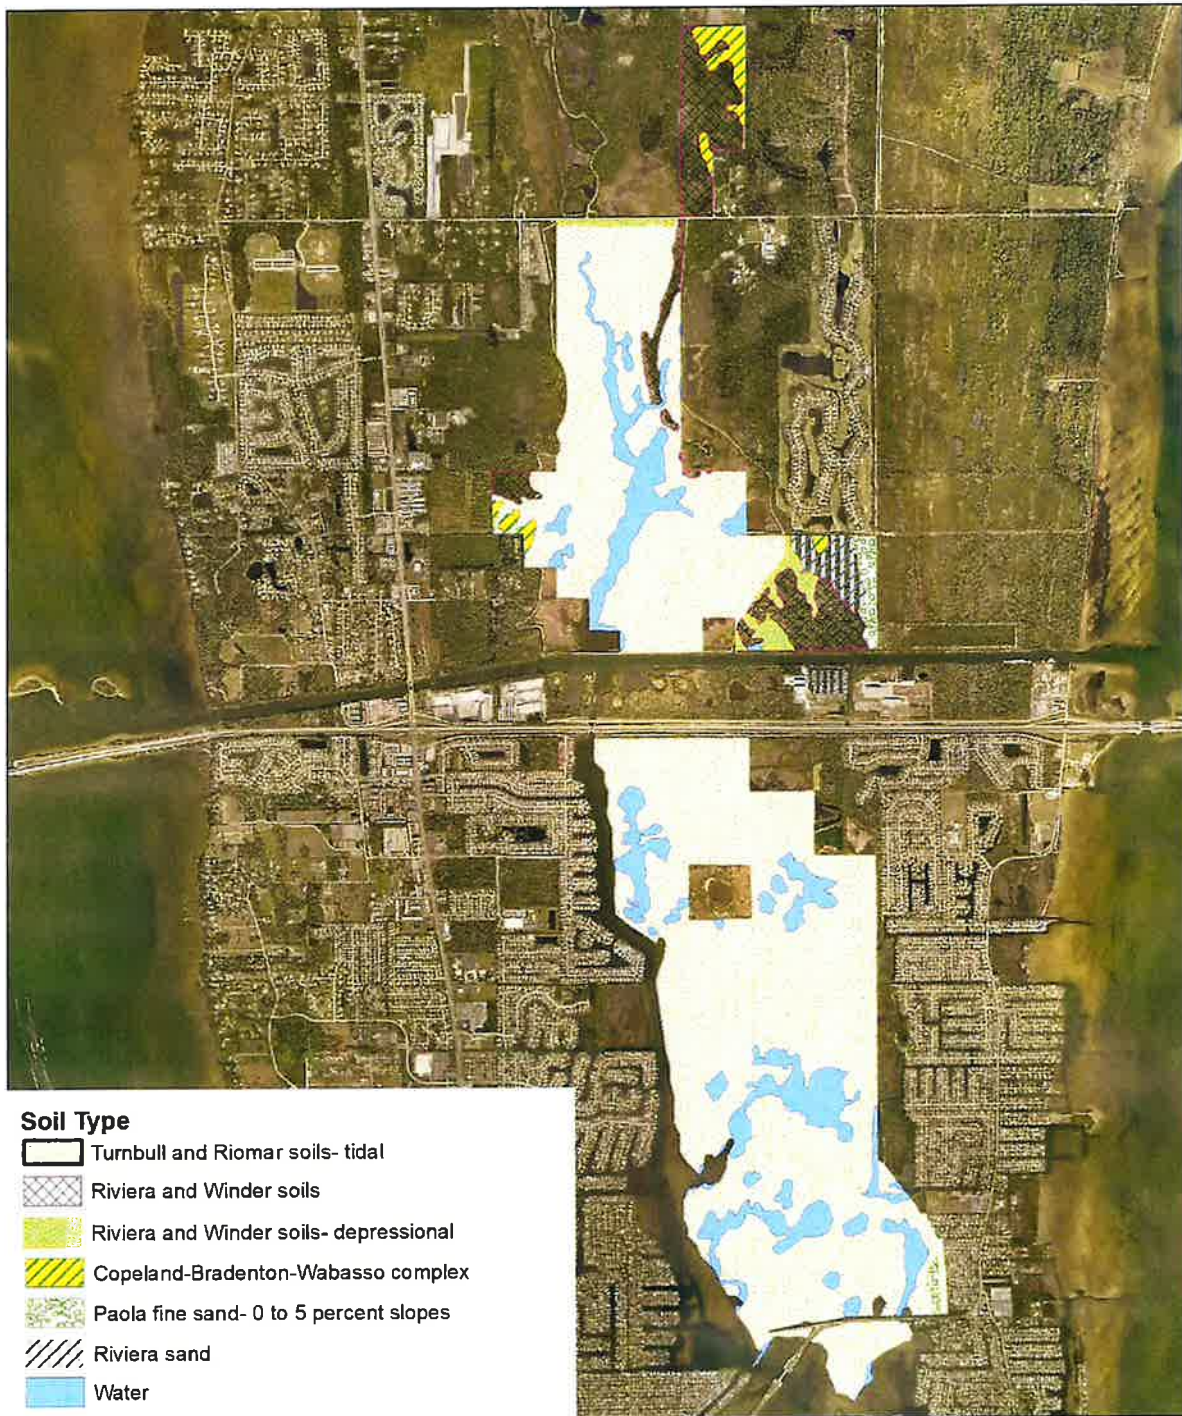 Soil Type
Turnbull and Riomar soils- tidal
Riviera and Winder soils
Riviera and Winder soils- depressional
Copeland-Bradenton-Wabasso complex
Paola fine sand- 0 to 5 percent slopes
Riviera sand
Water